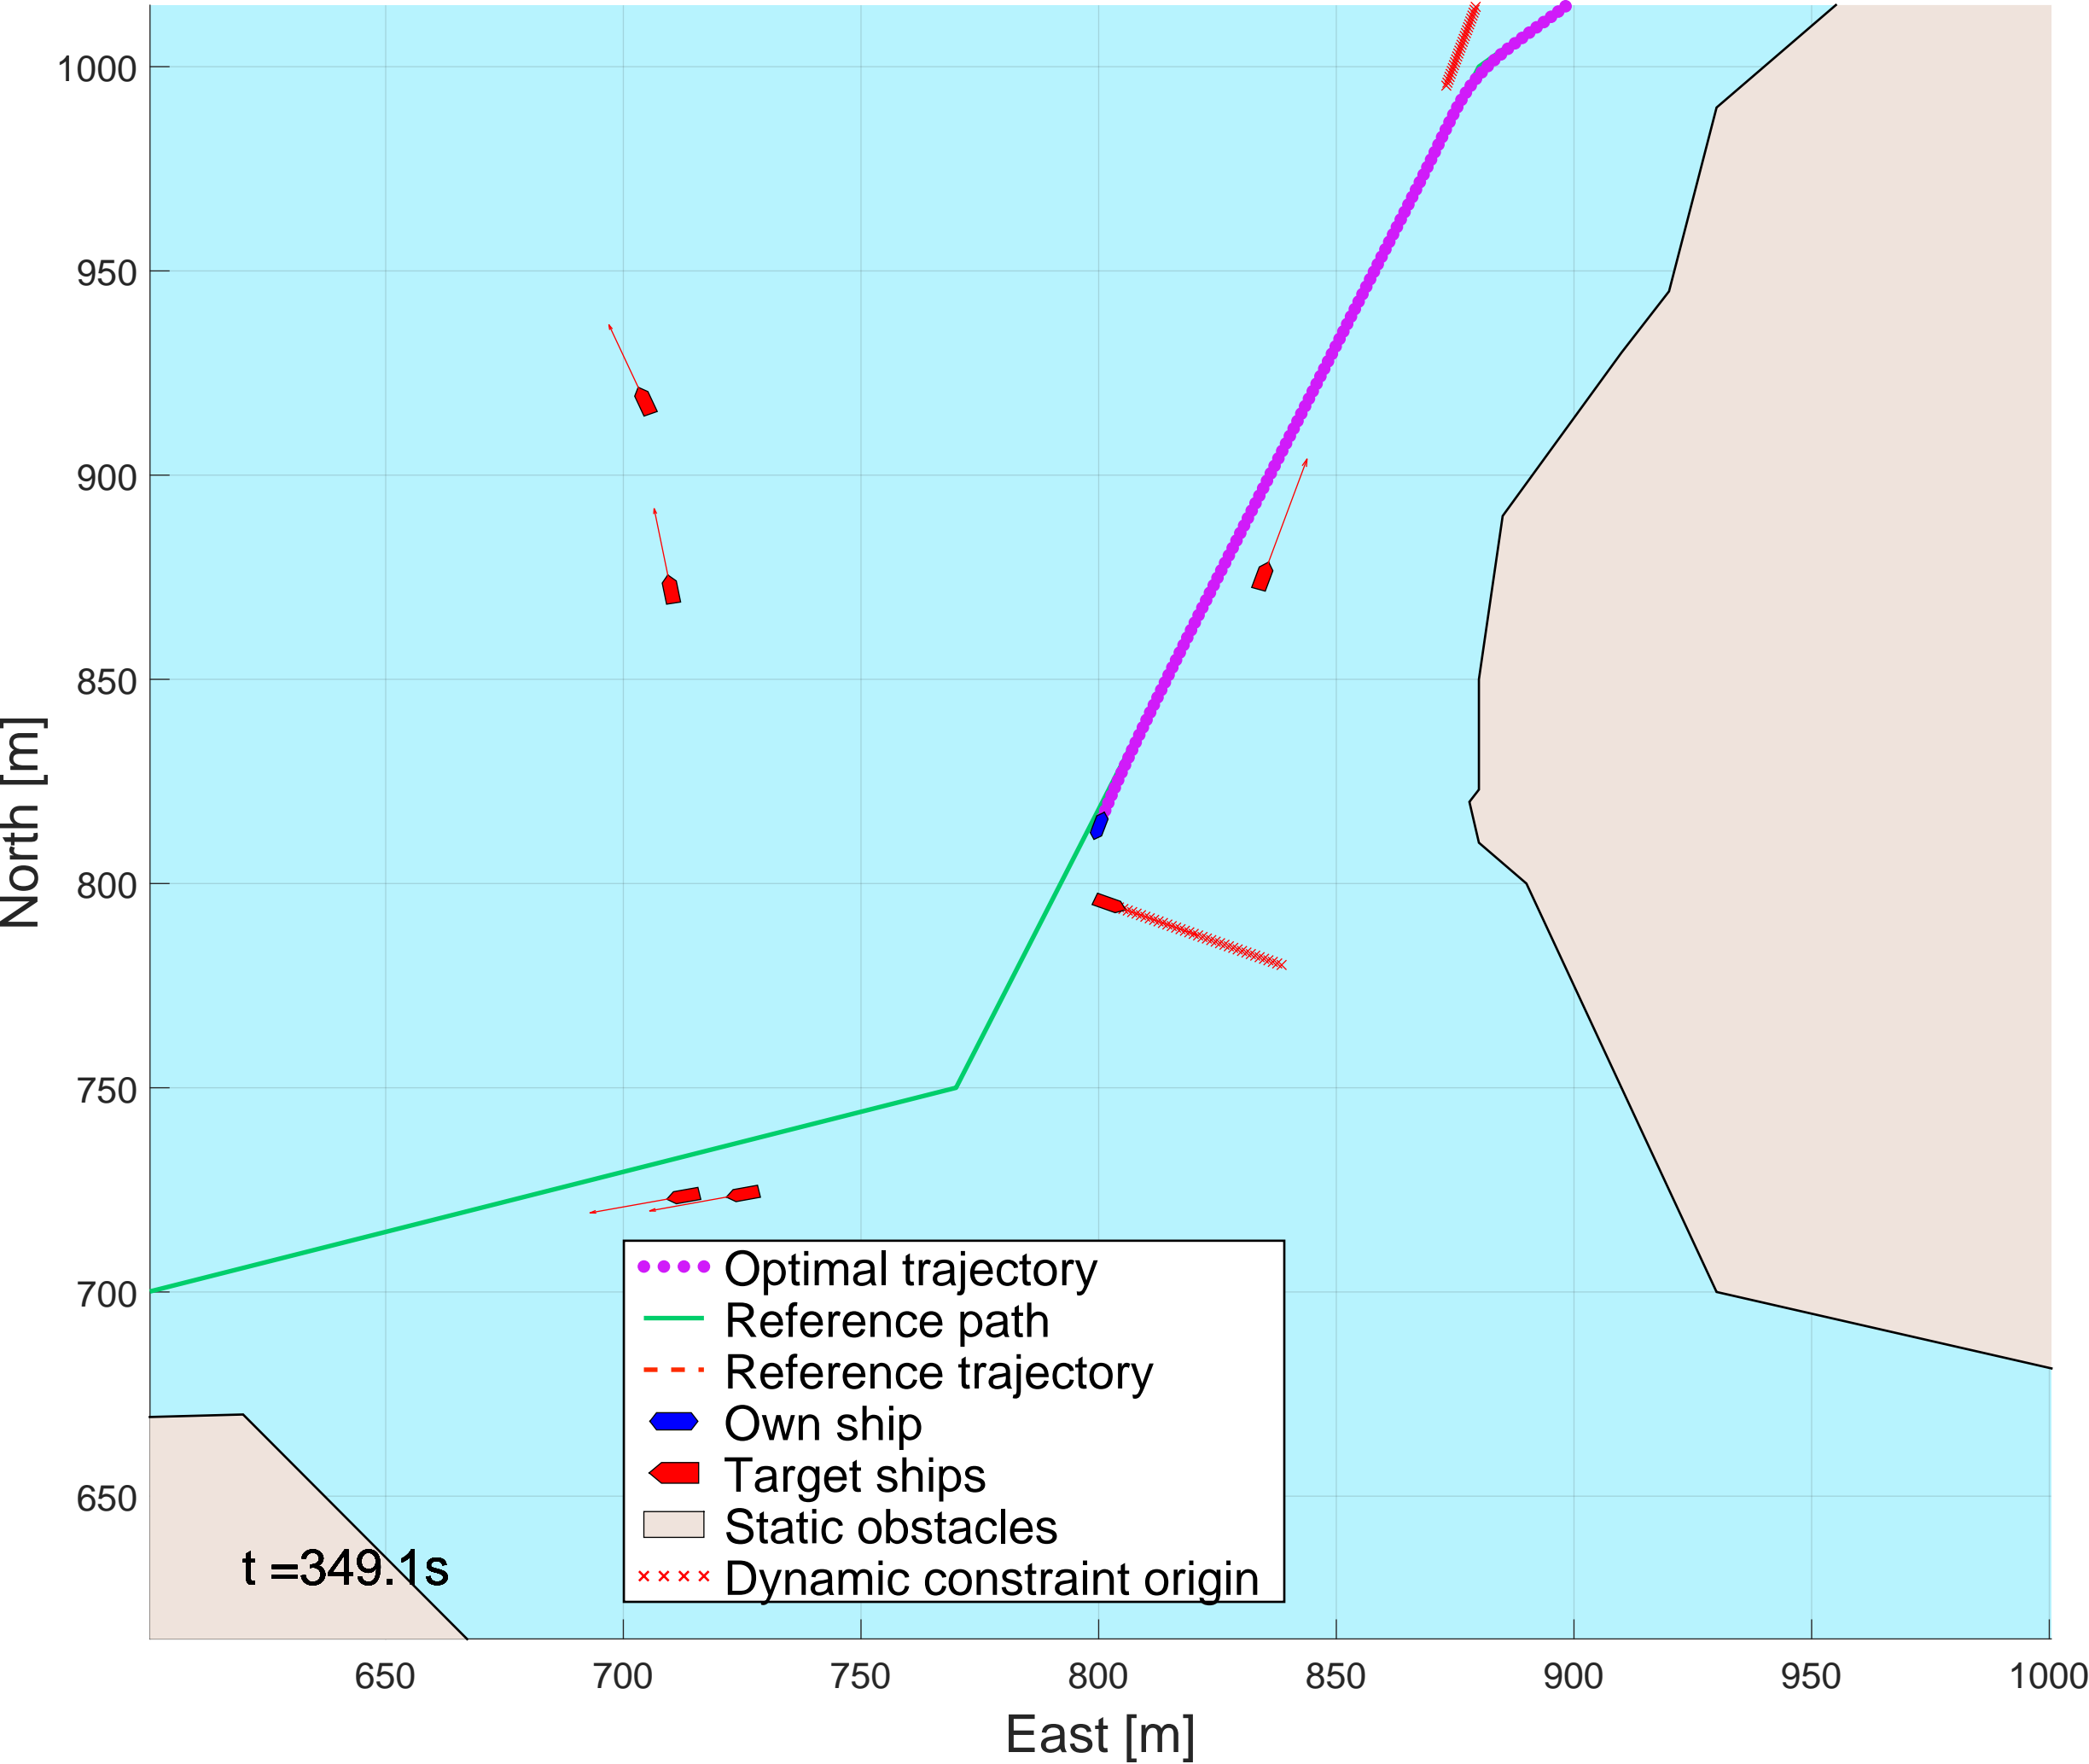 1000
950
900
850
800
750
700
650
North [m]
Optimal trajectory
Reference path
Reference trajectory
Own ship
Target ships
Static obstacles
Dynamic constraint origin
t =349.1s
650
700
750
800
850
900
950
1000
East [m]